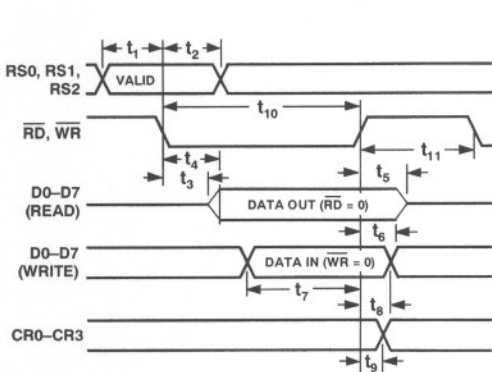 t1 t2
RS0, RS1,
RS2
VALID
t10
RD, WR
t4
t3
t5
t11
D0–D7
(READ)
DATA OUT (RD = 0)
t6
D0–D7
(WRITE)
DATA IN (WR = 0)
t7
t8
CR0–CR3
t9